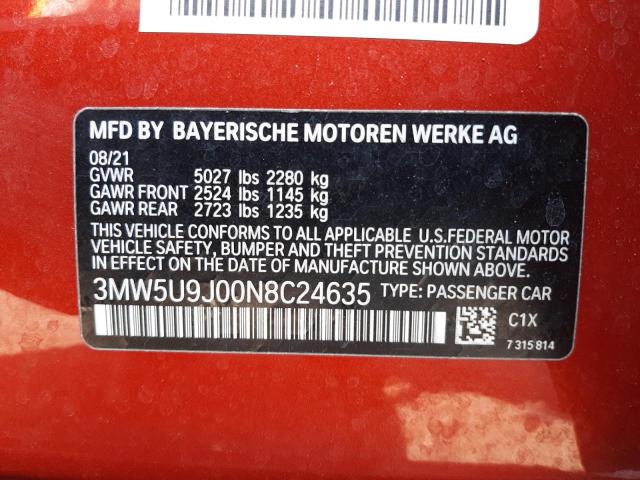 MFD BY BAYERISCHE MOTOREN WERKE AG
08/21
GVWR 5027 lbs 2280 kg
GAWR FRONT 2524 lbs 1145 kg
GAWR REAR 2723 lbs 1235 kg
THIS VEHICLE CONFORMS TO ALL APPLICABLE U.S.FEDERAL MOTOR
VEHICLE SAFETY, BUMPER AND THEFT PREVENTION STANDARDS
IN EFFECT ON THE DATE OF MANUFACTURE SHOWN ABOVE.
3MW5U9J00N8C24635 TYPE: PASSENGER CAR
C1X
7 315 814